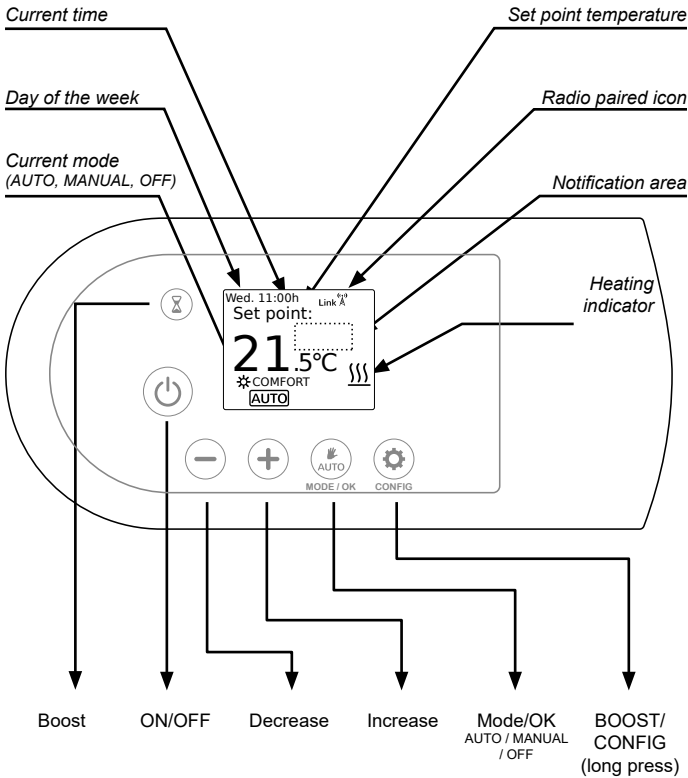 Current time
Set point temperature
Day of the week
Radio paired icon
Current mode
(AUTO, MANUAL, OFF)
Notification area
Heating
indicator
Wed. 11:00h
Link
Set point:
21.5°C
COMFORT
AUTO
AUTO
MODE / OK
CONFIG
Boost
ON/OFF
Decrease
Increase
Mode/OK
AUTO / MANUAL
/ OFF
BOOST/
CONFIG
(long press)